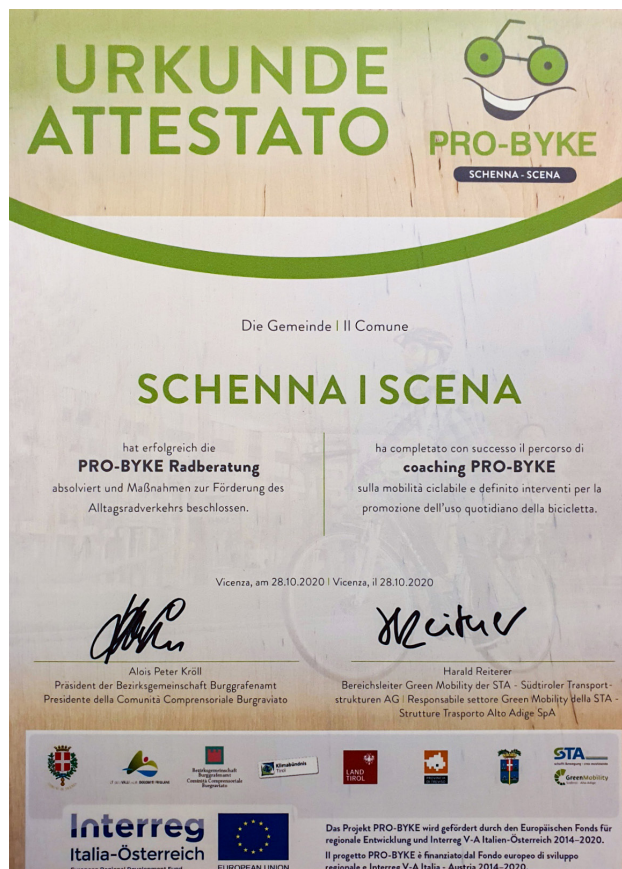 URKUNDE
ATTESTATO
PRO-BYKE
SCHENNA - SCENA
Die Gemeinde | Il Comune
SCHENNA | SCENA
hat erfolgreich die
PRO-BYKE Radberatung
absolviert und Maßnahmen zur Förderung des
Alltagsradverkehrs beschlossen.
ha completato con successo il percorso di
coaching PRO-BYKE
sulla mobilità ciclabile e definito interventi per la
promozione dell'uso quotidiano della bicicletta.
Vicenza, am 28.10.2020 | Vicenza, il 28.10.2020
Alois Peter Kröll
Präsident der Bezirksgemeinschaft Burggrafenamt
Presidente della Comunità Comprensoriale Burgraviato
Harald Reiterer
Bereichsleiter Green Mobility der STA - Südtiroler Transport-
strukturen AG | Responsabile settore Green Mobility della STA -
Strutture Trasporto Alto Adige SpA
Bezirksgemeinschaft
Burggrafenamt
Comunità Comprensoriale
Burgraviato
Klimabündnis
Tirol
LAND
TIROL
STA
GreenMobility
Interreg
Italia-Österreich
European Regional Development Fund
EUROPEAN UNION
Das Projekt PRO-BYKE wird gefördert durch den Europäischen Fonds für
regionale Entwicklung und Interreg V-A Italien-Österreich 2014–2020.
Il progetto PRO-BYKE è finanziato dal Fondo europeo di sviluppo
regionale e Interreg V-A Italia - Austria 2014–2020.